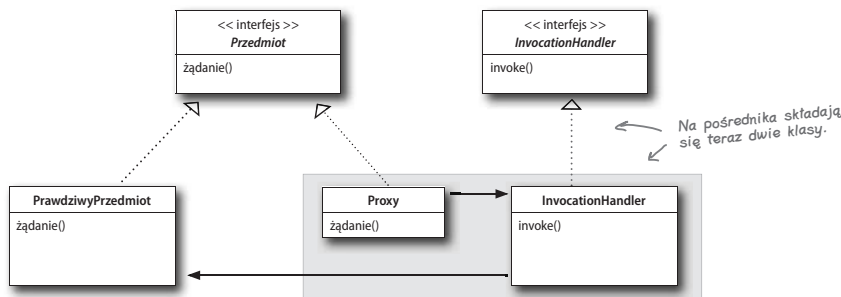 << interfejs >>
Przedmiot
żądanie()
<< interfejs >>
InvocationHandler
invoke()
Na pośrednika składają
się teraz dwie klasy.
PrawdziwyPrzedmiot
żądanie()
Proxy
żądanie()
InvocationHandler
invoke()